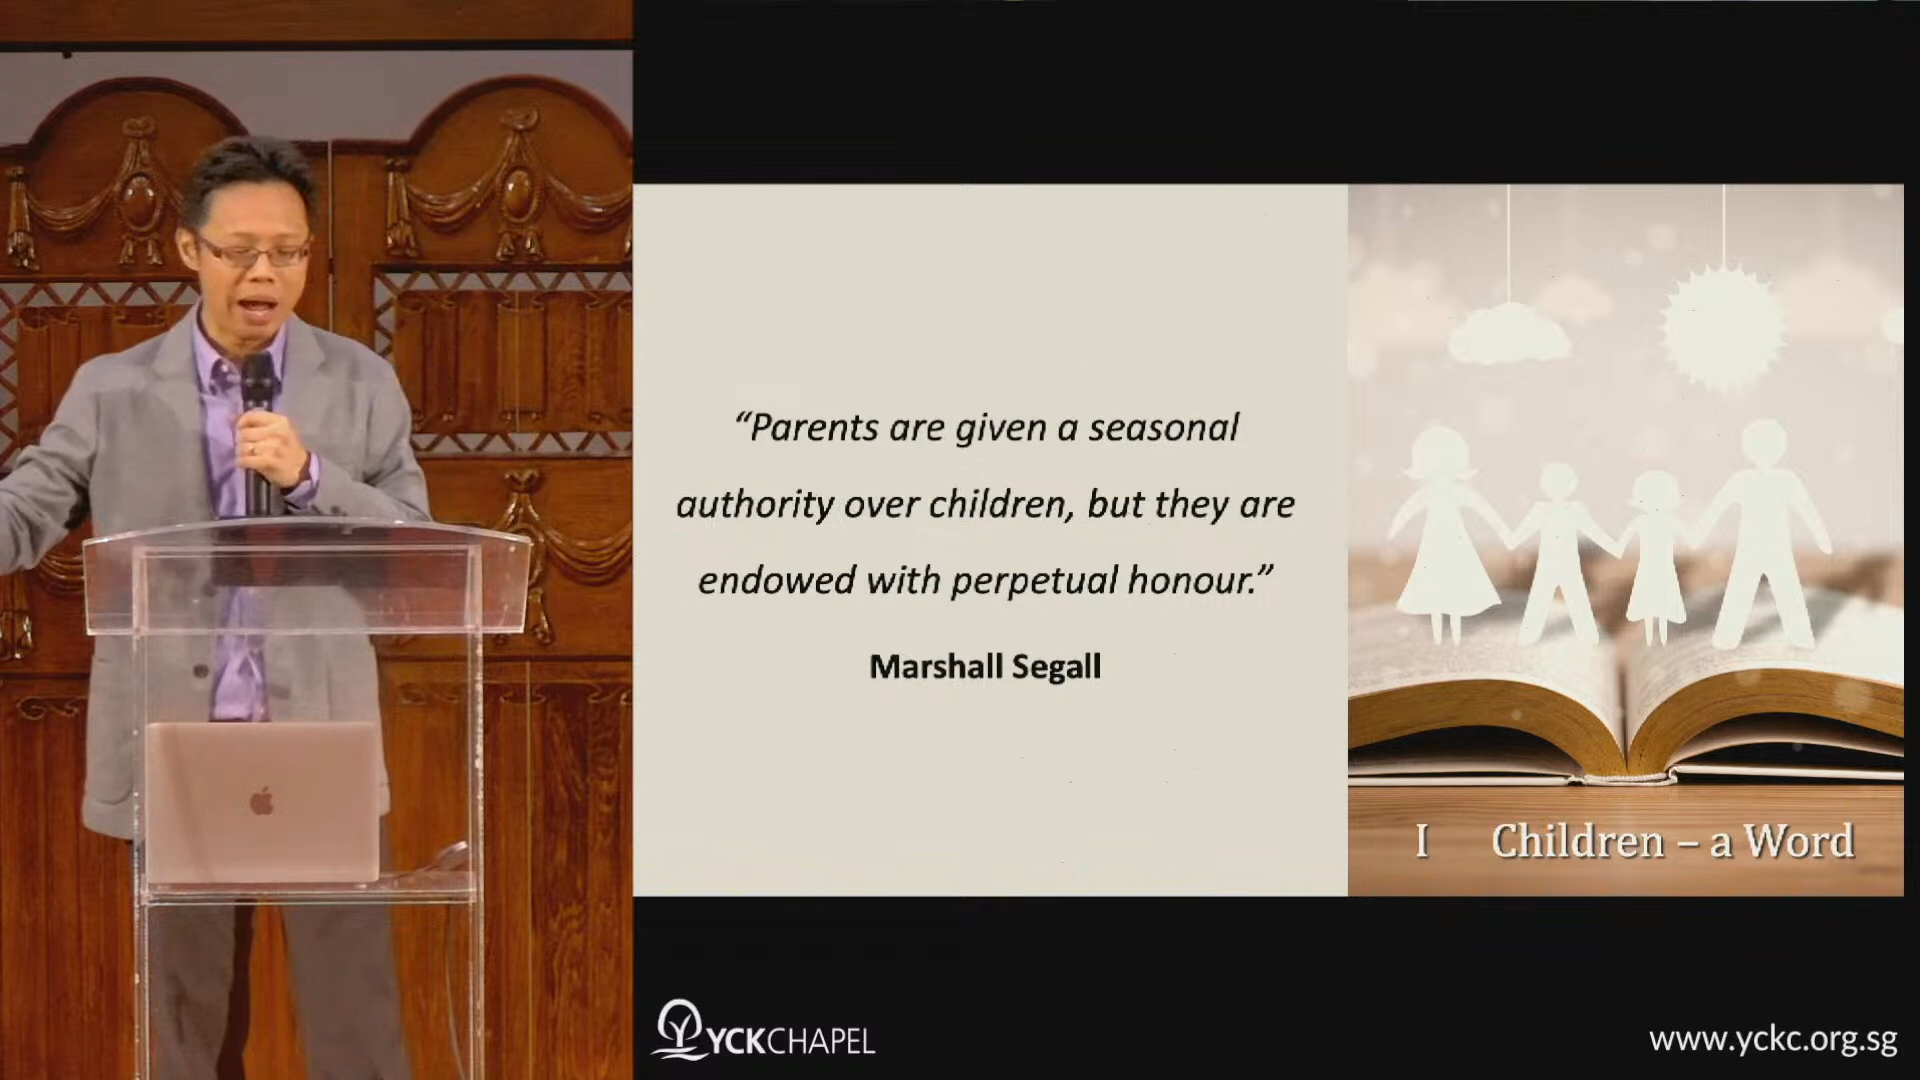 “Parents are given a seasonal
authority over children, but they are
endowed with perpetual honour.”
Marshall Segall
I Children – a Word
YCKCHAPEL
www.yckc.org.sg